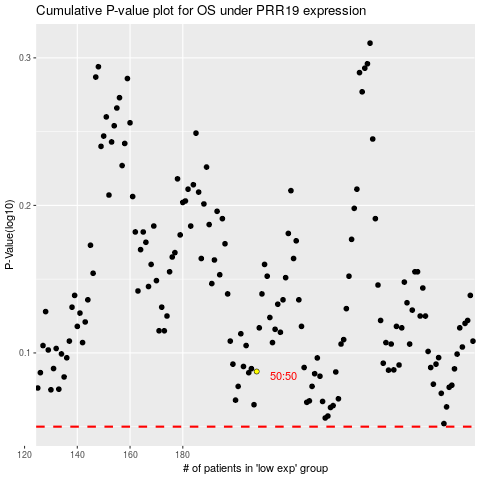 Cumulative P-value plot for OS under PRR19 expression
P-Value(log10)
0.3
0.2
0.1
50:50
120 140 160 180
# of patients in 'low exp' group